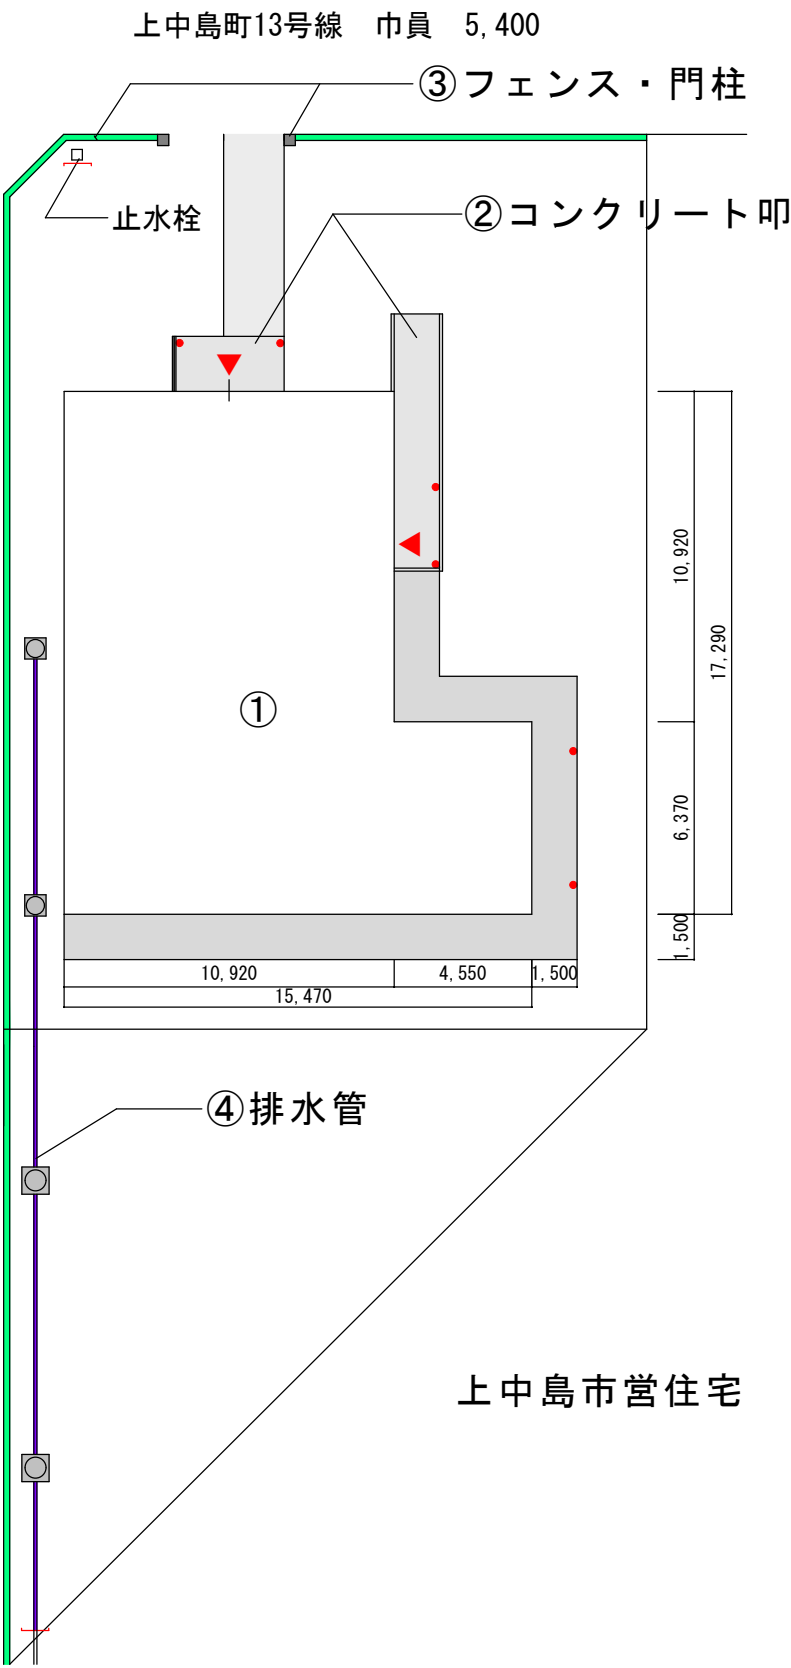 上中島町13号線　巾員　5,400
③フェンス・門柱
止水栓
②コンクリート叩
10,920
17,290
①
6,370
1,500
10,920
4,550
1,500
15,470
④排水管
上中島市営住宅